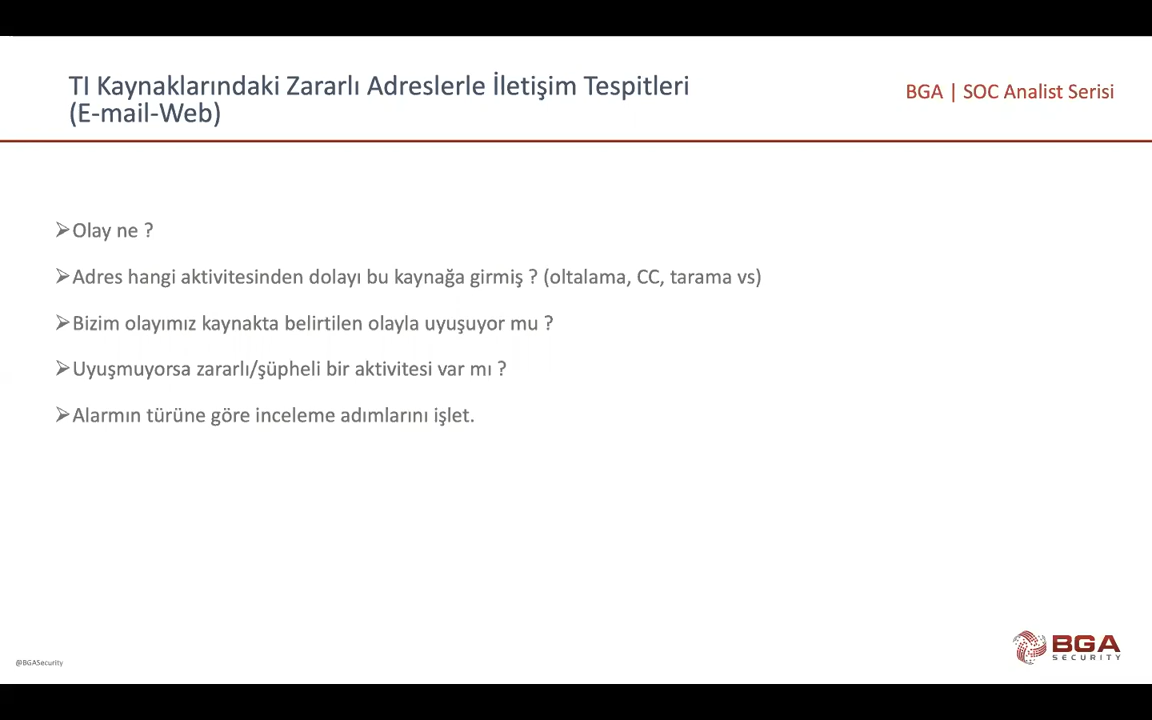 TI Kaynaklarındaki Zararlı Adreslerle İletişim Tespitleri
(E-mail-Web)
BGA | SOC Analist Serisi
➢Olay ne ?
➢Adres hangi aktivitesinden dolayı bu kaynağa girmiş ? (oltalama, CC, tarama vs)
➢Bizim olayımız kaynakta belirtilen olayla uyuşuyor mu ?
➢Uyuşmuyorsa zararlı/şüpheli bir aktivitesi var mı ?
➢Alarmın türüne göre inceleme adımlarını işlet.
@BGASecurity
BGA
SECURITY